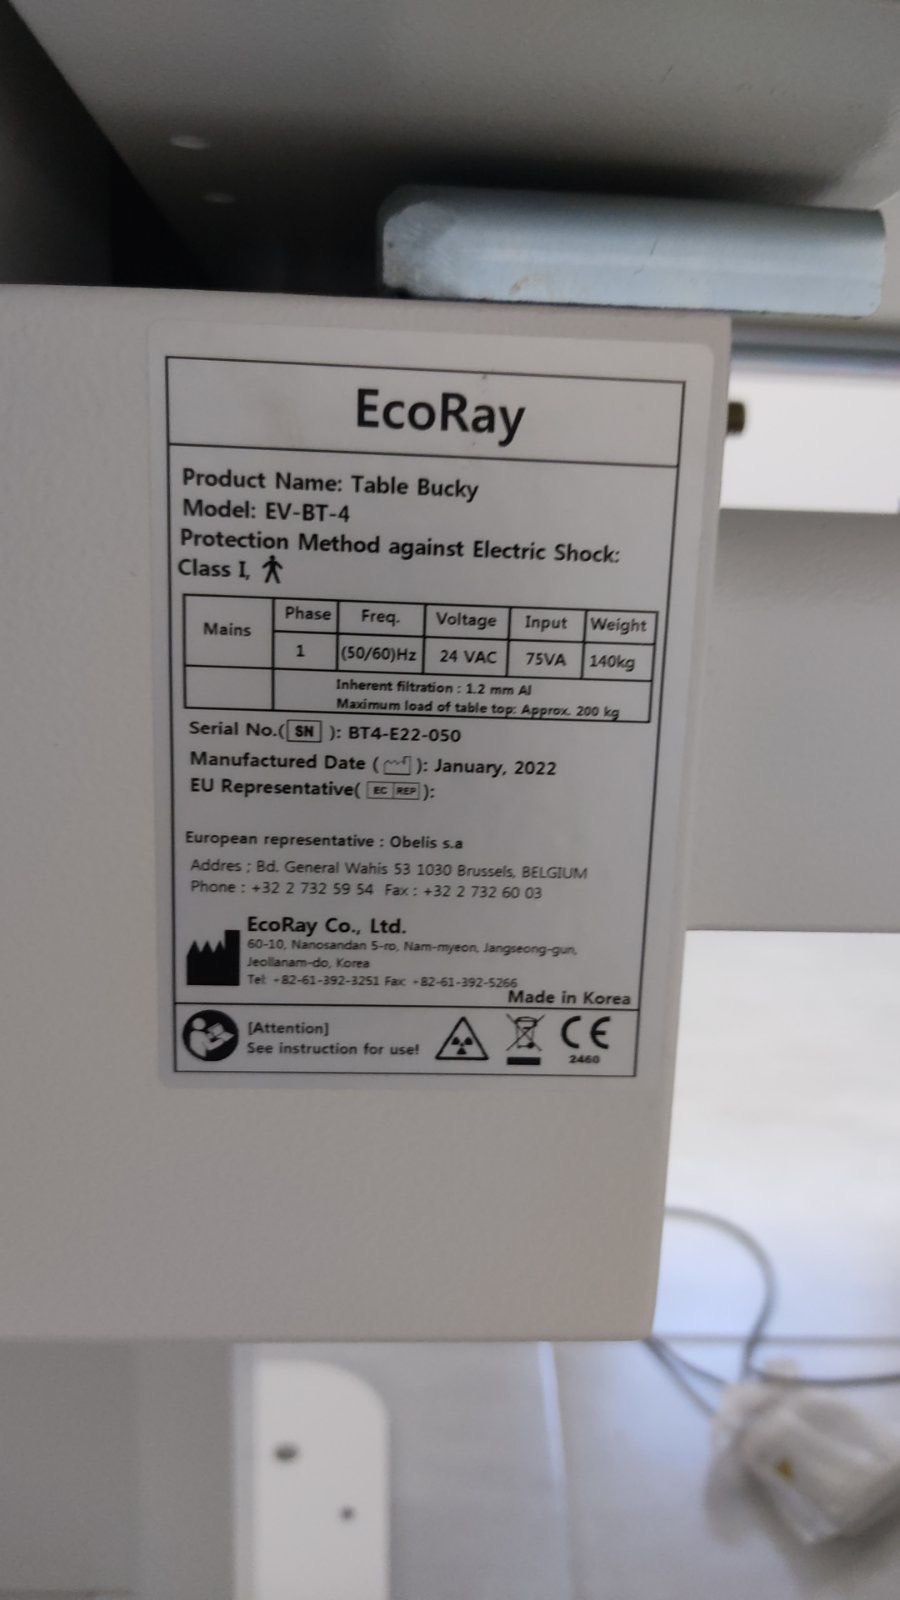 EcoRay
Product Name: Table Bucky
Model: EV-BT-4
Protection Method against Electric Shock:
Class I,
Mains Phase Freq. Voltage Input Weight
1 (50/60)Hz 24 VAC 75VA 140kg
Inherent filtration : 1.2 mm Al
Maximum load of table top: Approx. 200 kg
Serial No.( SN ): BT4-E22-050
Manufactured Date ( ): January, 2022
EU Representative( EC REP ):
European representative : Obelis s.a
Addres : Bd. General Wahis 53 1030 Brussels, BELGIUM
Phone : +32 2 732 59 54 Fax : +32 2 732 60 03
EcoRay Co., Ltd.
60-10, Nanosandan 5-ro, Nam-myeon, Jangseong-gun,
Jeollanam-do, Korea
Tel: +82-61-392-3251 Fax: +82-61-392-5266
Made in Korea
[Attention]
See instruction for use!
CE
2460